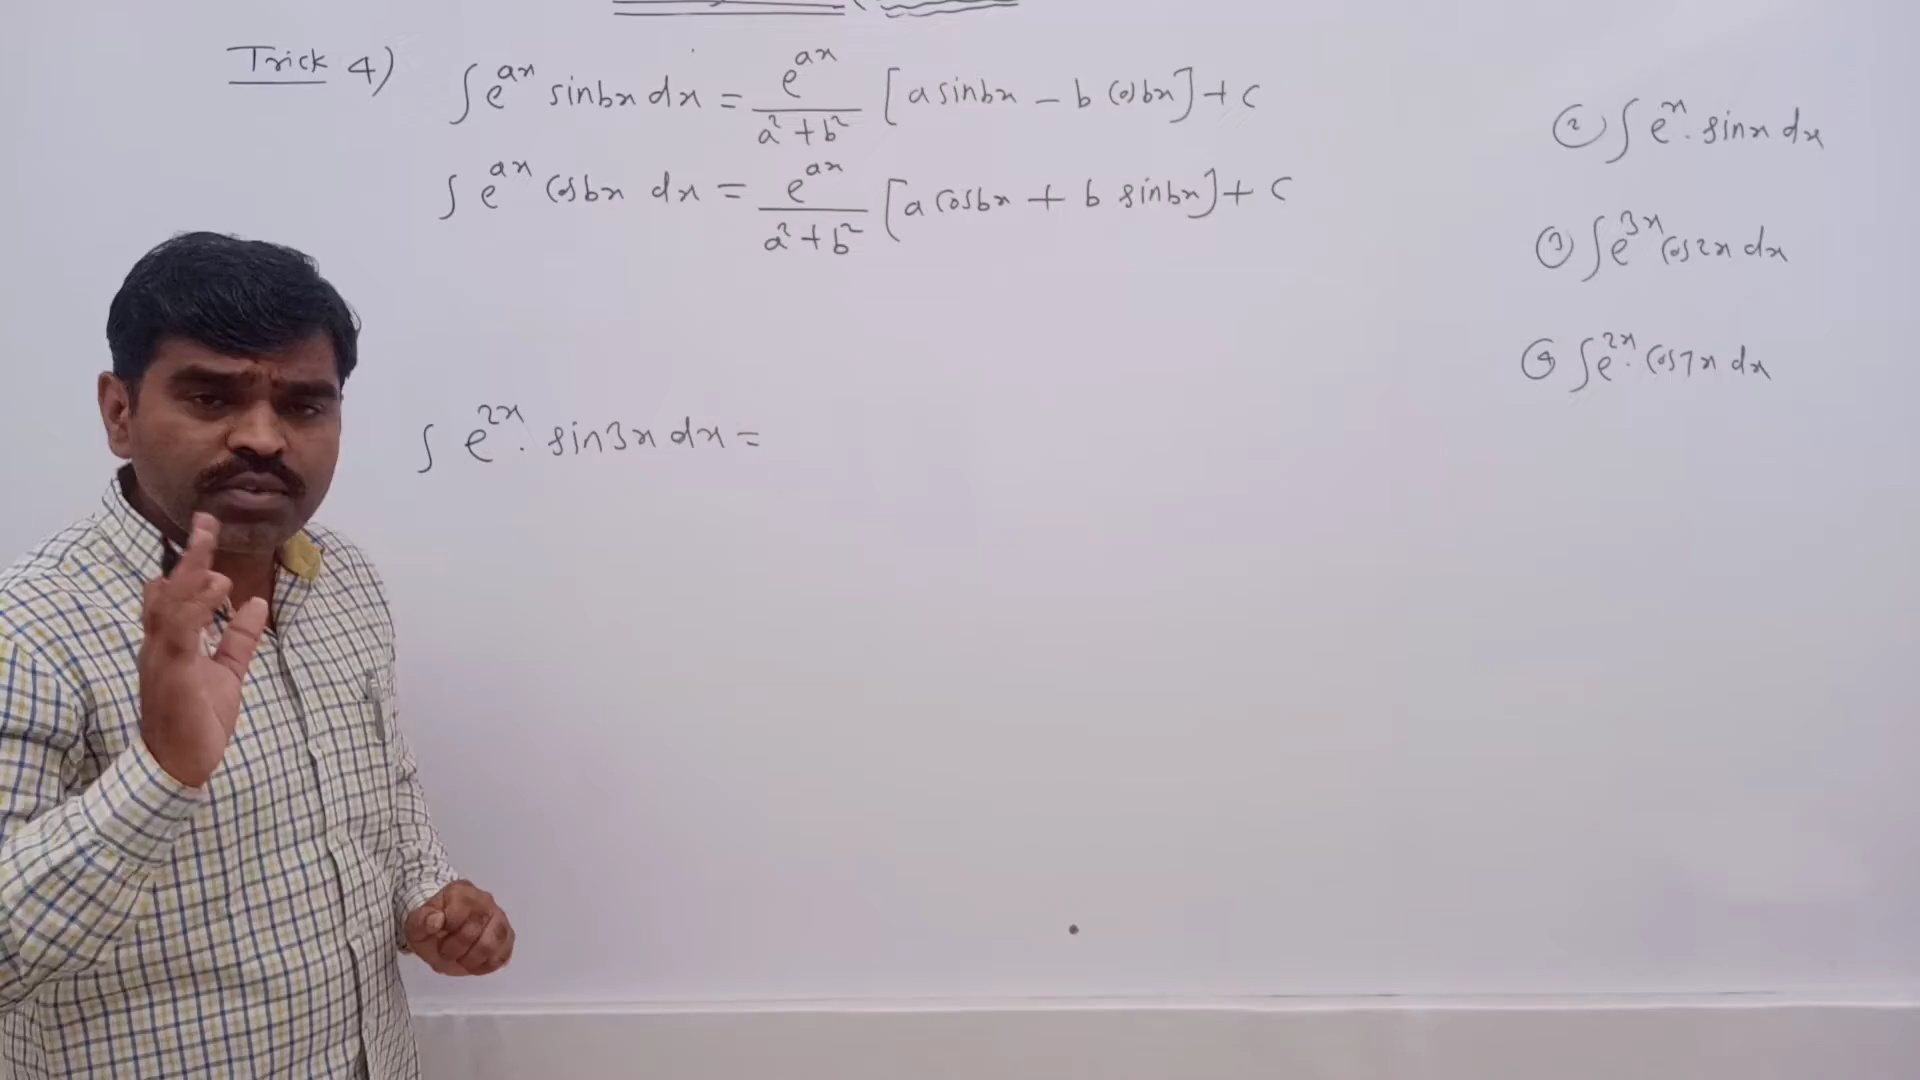 Trick 4)
∫ e^{ax} sinbx dx = e^{ax}/(a²+b²) [a sinbx - b cosbx] + c
∫ e^{ax} cosbx dx = e^{ax}/(a²+b²) [a cosbx + b sinbx] + c
∫ e^{2x}. sin3x dx =
② ∫ e^{x}. sinx dx
③ ∫ e^{3x} cos2x dx
④ ∫ e^{2x}. cos7x dx